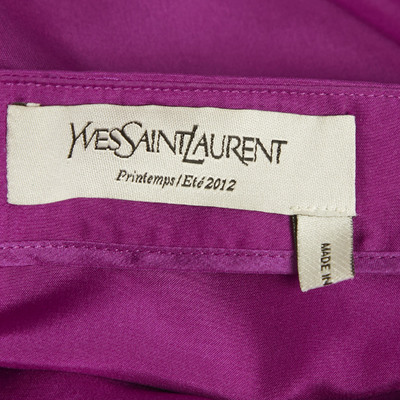 YVESSAINTLAURENT
Printemps/Eté 2012
MADE IN